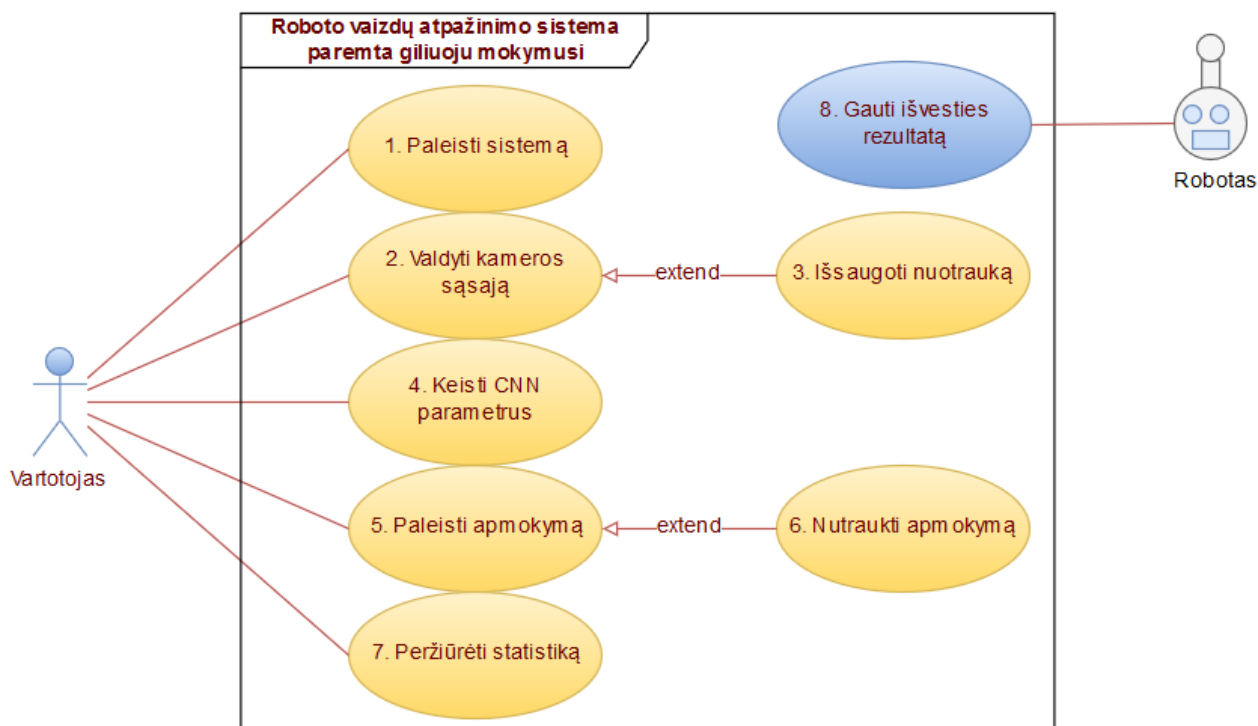 Roboto vaizdų atpažinimo sistema
paremta giliuoju mokymusi
8. Gauti išvesties
rezultatą
1. Paleisti sistemą
Robotas
2. Valdyti kameros
sąsają
extend
3. Išsaugoti nuotrauką
4. Keisti CNN
parametrus
Vartotojas
5. Paleisti apmokymą
extend
6. Nutraukti apmokymą
7. Peržiūrėti statistiką